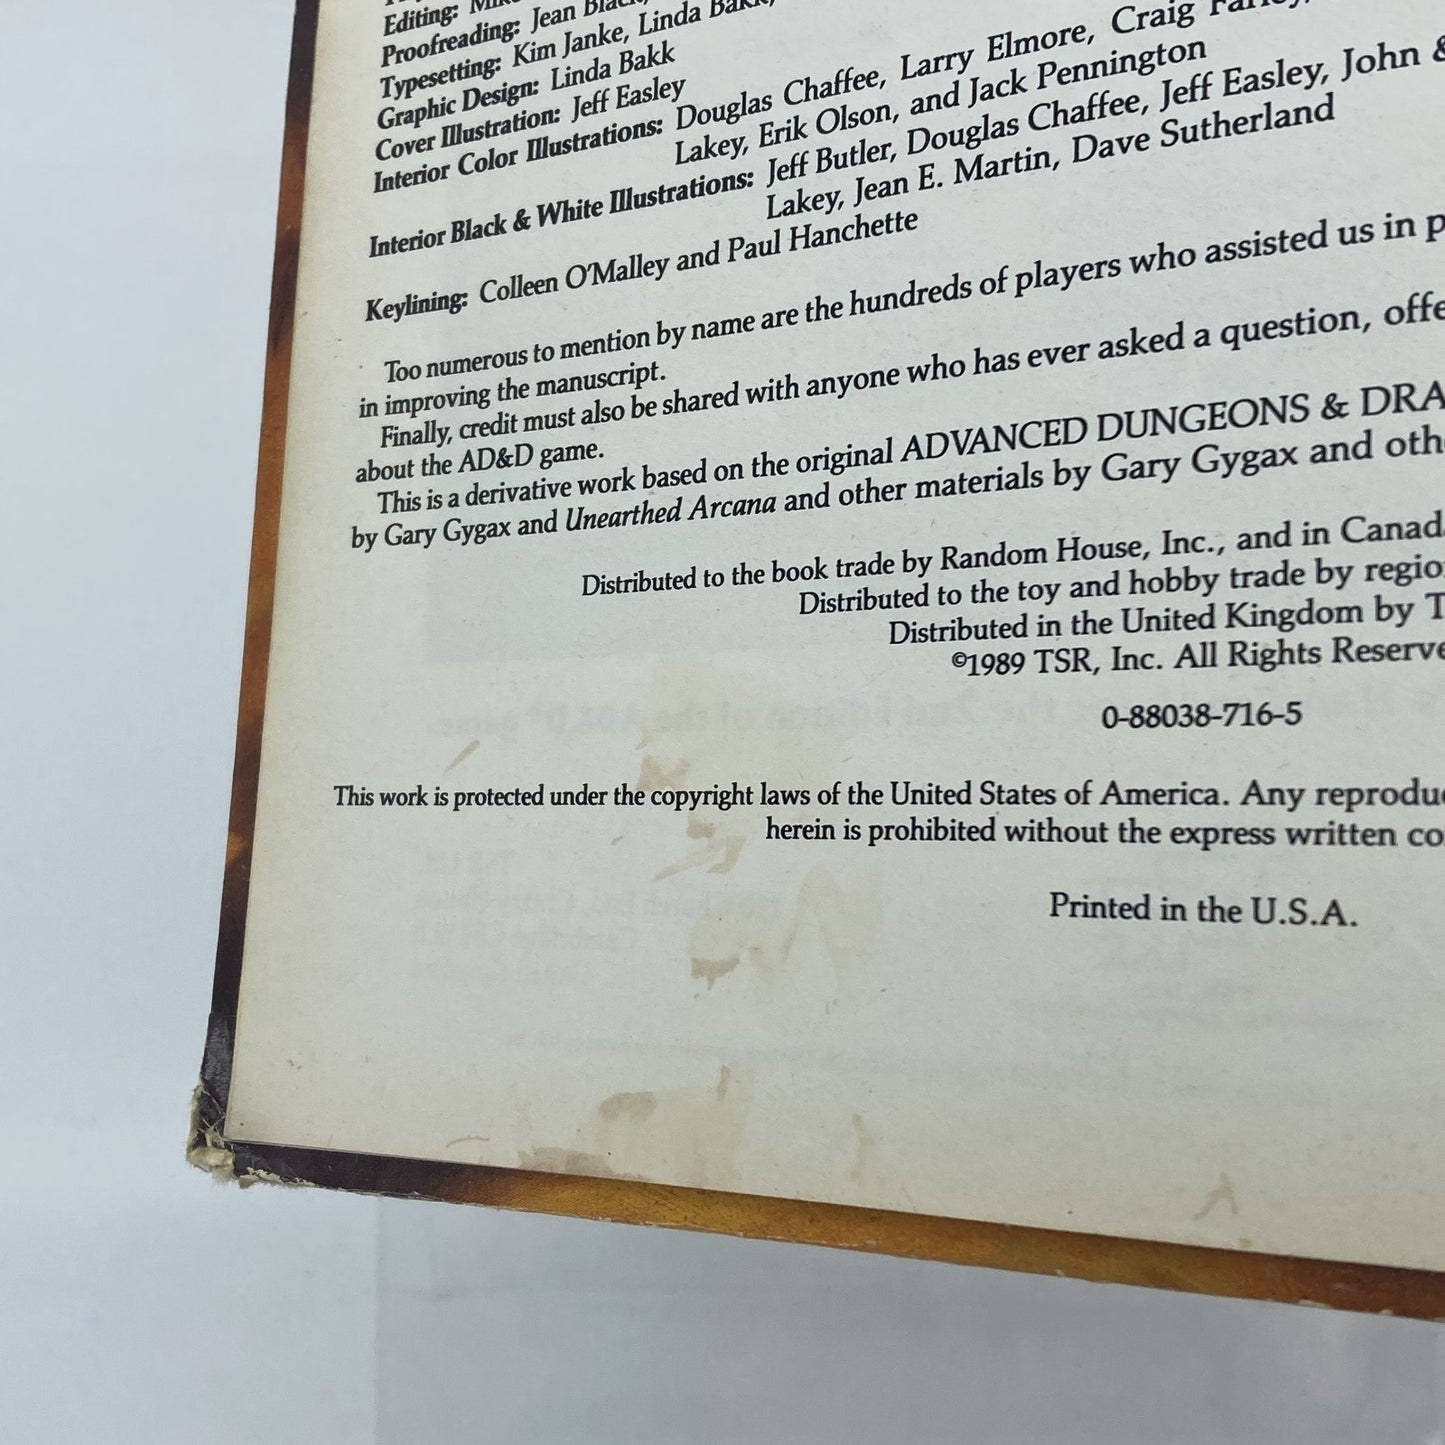 Editing:
Proofreading: Jean Black,
Typesetting: Kim Janke, Linda Bakk,
Graphic Design: Linda Bakk
Cover Illustration: Jeff Easley
Interior Color Illustrations: Douglas Chaffee, Larry Elmore, Craig
Lakey, Erik Olson, and Jack Pennington
Interior Black & White Illustrations: Jeff Butler, Douglas Chaffee, Jeff Easley, John &
Lakey, Jean E. Martin, Dave Sutherland
Keylining: Colleen O'Malley and Paul Hanchette
Too numerous to mention by name are the hundreds of players who assisted us in p
in improving the manuscript.
Finally, credit must also be shared with anyone who has ever asked a question, offe
about the AD&D game.
This is a derivative work based on the original ADVANCED DUNGEONS & DRA
by Gary Gygax and Unearthed Arcana and other materials by Gary Gygax and oth
Distributed to the book trade by Random House, Inc., and in Canad
Distributed to the toy and hobby trade by regio
Distributed in the United Kingdom by T
©1989 TSR, Inc. All Rights Reserve
0-88038-716-5
This work is protected under the copyright laws of the United States of America. Any reprodu
herein is prohibited without the express written co
Printed in the U.S.A.